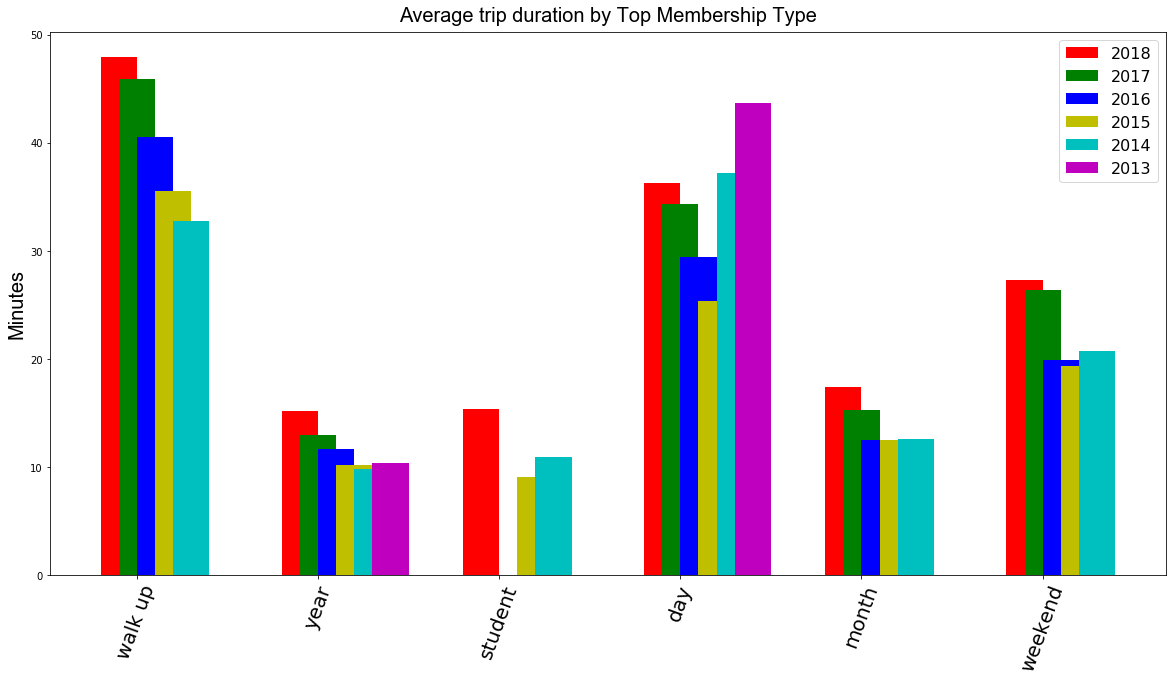 Average trip duration by Top Membership Type
50
40
30
20
10
0
Minutes
2018
2017
2016
2015
2014
2013
walk up
year
student
day
month
weekend